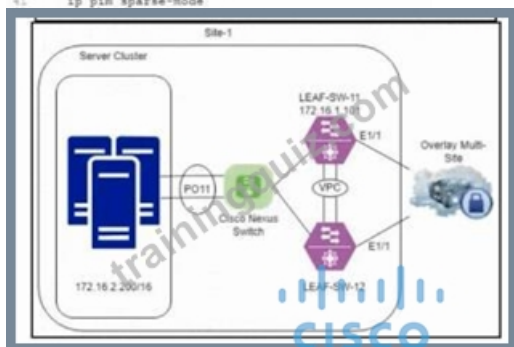 41 ip pim sparse-mode
Site-1
Server Cluster
LEAF-SW-11
172.16.1.101
E1/1
Overlay Multi-
Site
PO11
VPC
Cisco Nexus
Switch
E1/1
172.16.2.200/16
LEAF-SW-12
trainingquiz.com
CISCO